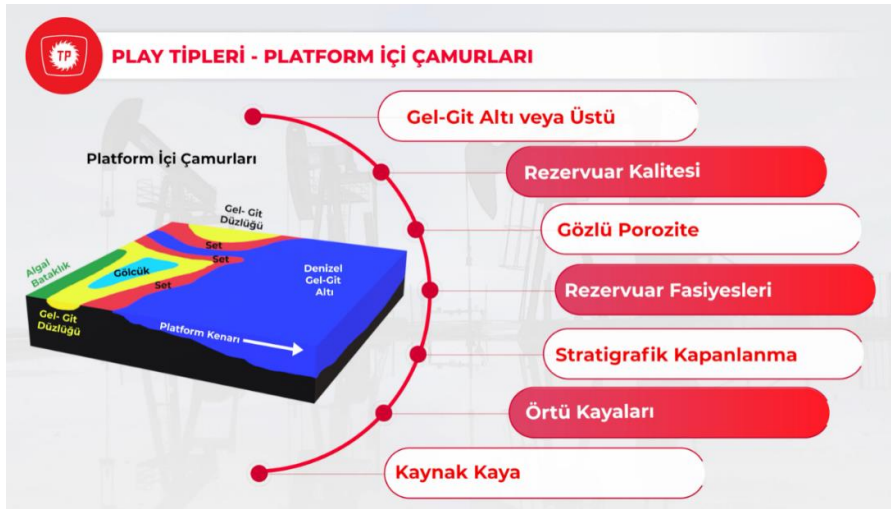 TP
PLAY TİPLERİ - PLATFORM İÇİ ÇAMURLARI
Platform İçi Çamurları
Gel- Git
Düzlüğü
Set
Set
Set
Algal
Bataklık
Gölcük
Denizel
Gel-Git
Altı
Gel- Git
Düzlüğü
Platform Kenarı
Gel-Git Altı veya Üstü
Rezervuar Kalitesi
Gözlü Porozite
Rezervuar Fasiyesleri
Stratigrafik Kapanlanma
Örtü Kayaları
Kaynak Kaya